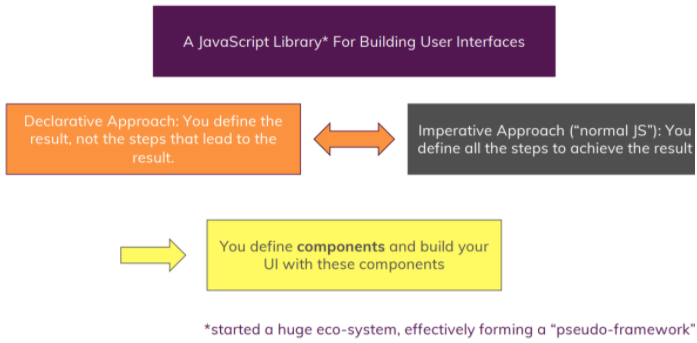 A JavaScript Library* For Building User Interfaces
Declarative Approach: You define the
result, not the steps that lead to the
result.
Imperative Approach ("normal JS"): You
define all the steps to achieve the result
You define components and build your
UI with these components
*started a huge eco-system, effectively forming a "pseudo-framework"